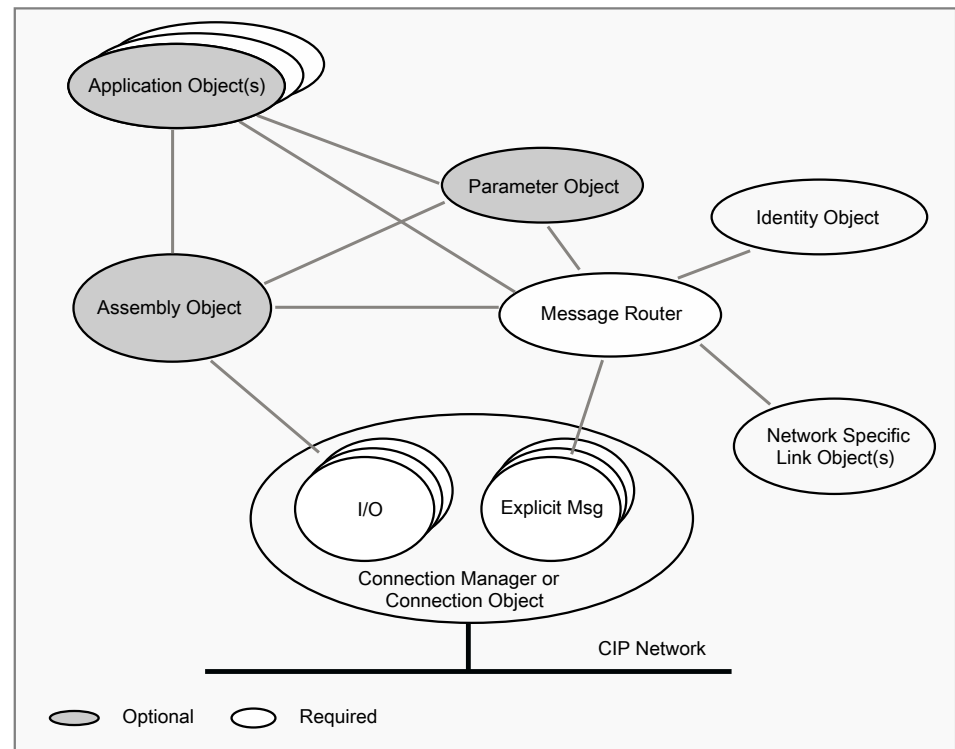 Application Object(s)
Parameter Object
Identity Object
Assembly Object
Message Router
Network Specific
Link Object(s)
I/O
Explicit Msg
Connection Manager or
Connection Object
CIP Network
Optional
Required